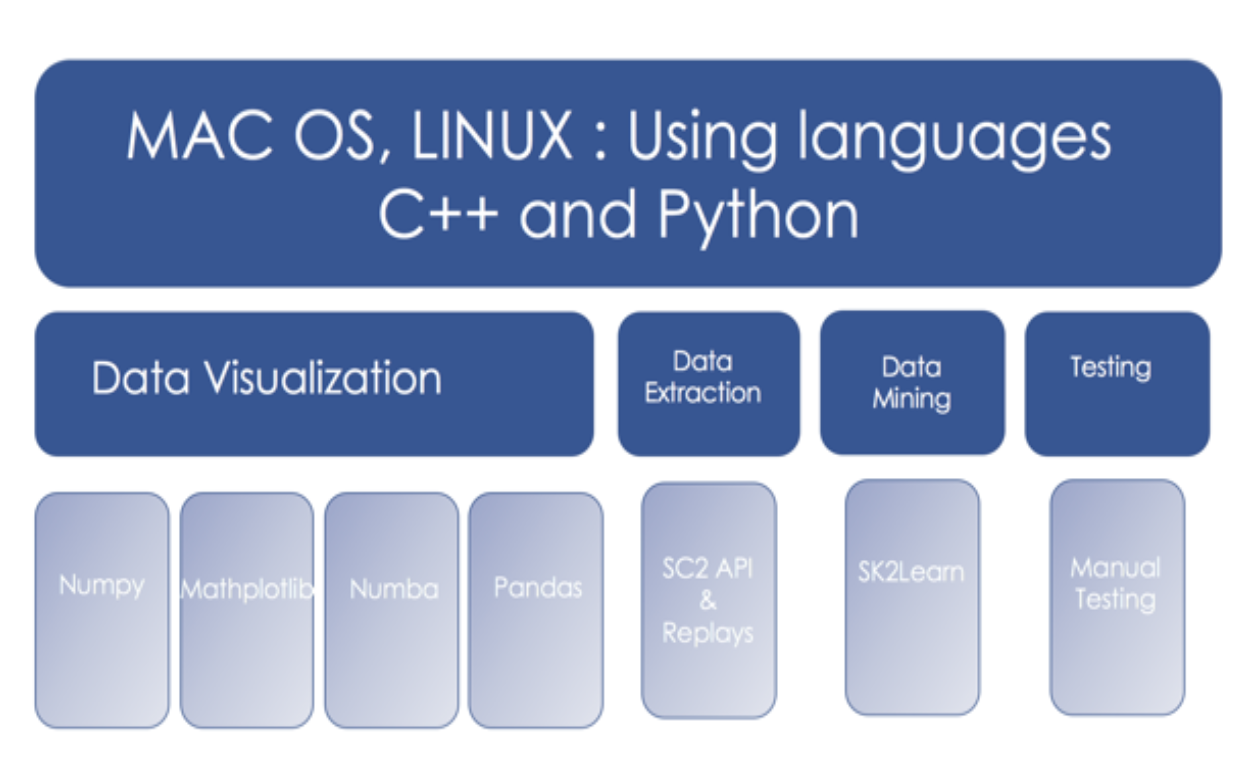 MAC OS, LINUX : Using languages
C++ and Python
Data Visualization
Data
Extraction
Data
Mining
Testing
Numpy
Mathplotlib
Numba
Pandas
SC2 API
&
Replays
SK2Learn
Manual
Testing